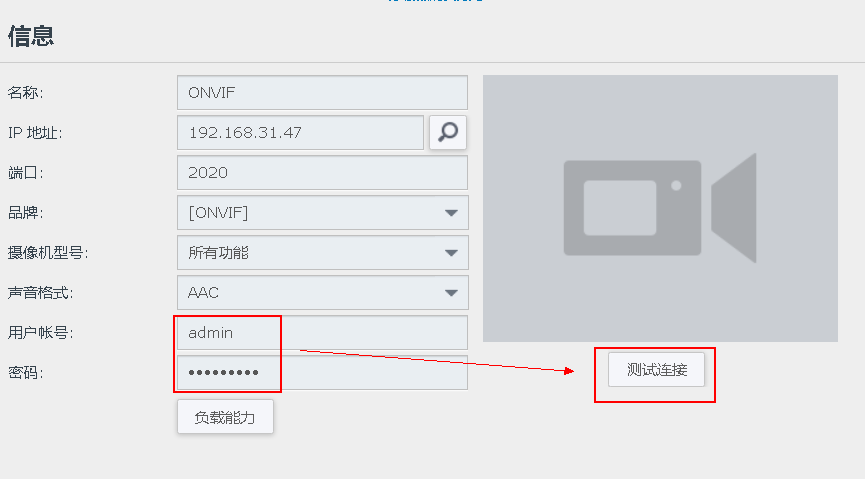 信息
名称: ONVIF
IP 地址: 192.168.31.47
端口: 2020
品牌: [ONVIF]
摄像机型号: 所有功能
声音格式: AAC
用户帐号: admin
密码: •••••••••
测试连接
负载能力